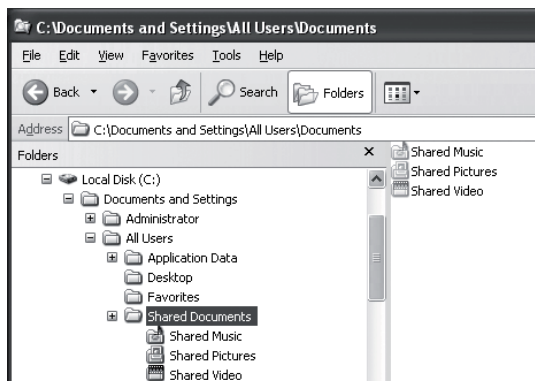 C:\Documents and Settings\All Users\Documents
File Edit View Favorites Tools Help
Back Search Folders
Address C:\Documents and Settings\All Users\Documents
Folders
Local Disk (C:)
Documents and Settings
Administrator
All Users
Application Data
Desktop
Favorites
Shared Documents
Shared Music
Shared Pictures
Shared Video
Shared Music
Shared Pictures
Shared Video